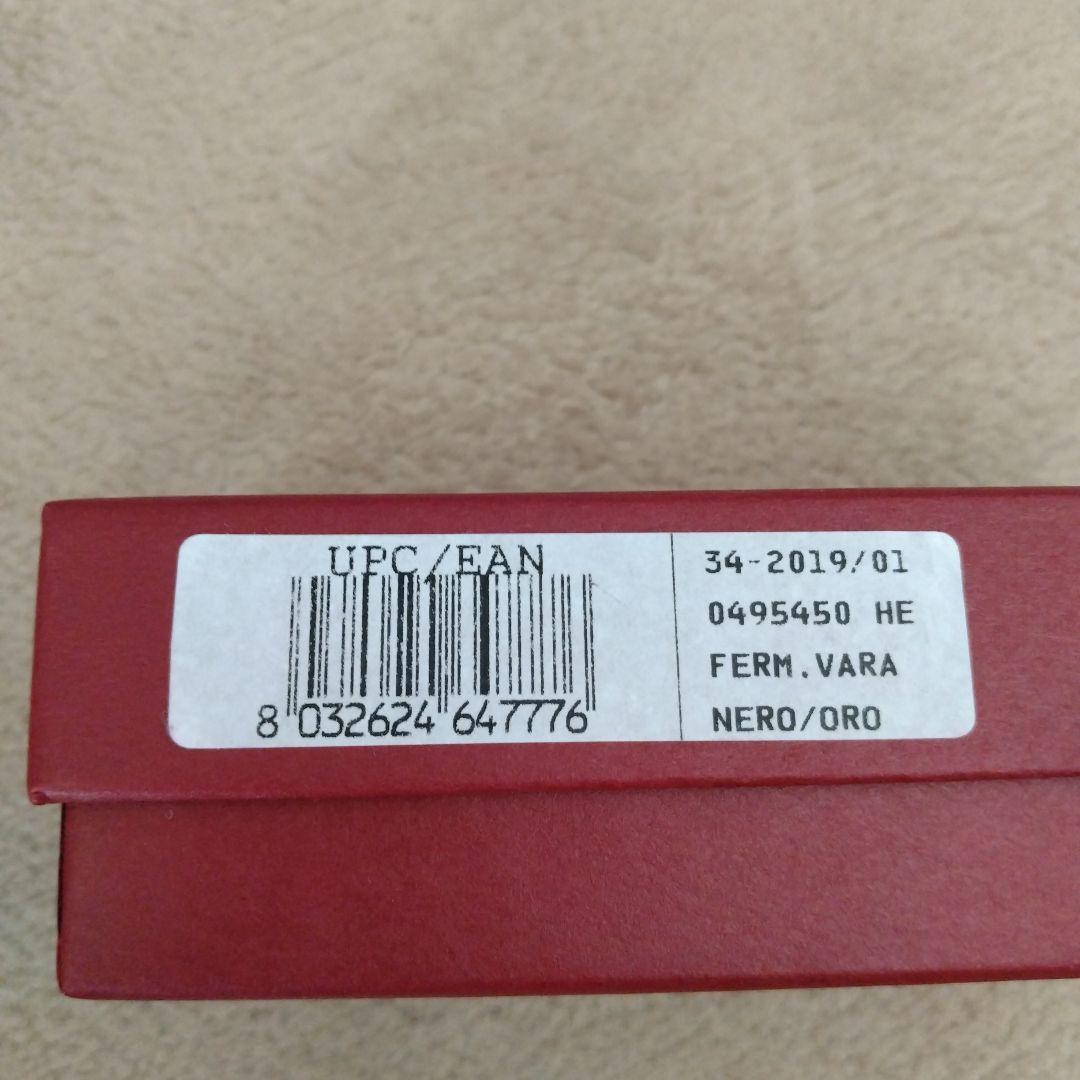 UPC/EAN
8 032624 647776
34-2019/01
0495450 HE
FERM.VARA
NERO/ORO